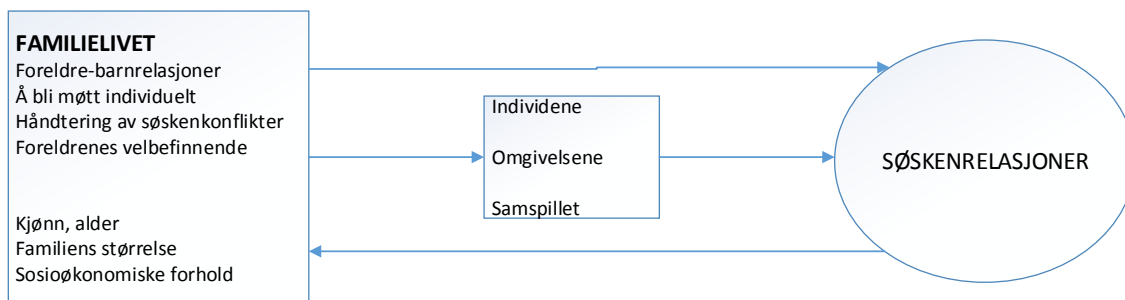 FAMILIELIVET
Foreldre-barnrelasjoner
Å bli møtt individuelt
Håndtering av søskenkonflikter
Foreldrenes velbefinnende
Kjønn, alder
Familiens størrelse
Sosioøkonomiske forhold
Individene
Omgivelsene
Samspillet
SØSKENRELASJONER